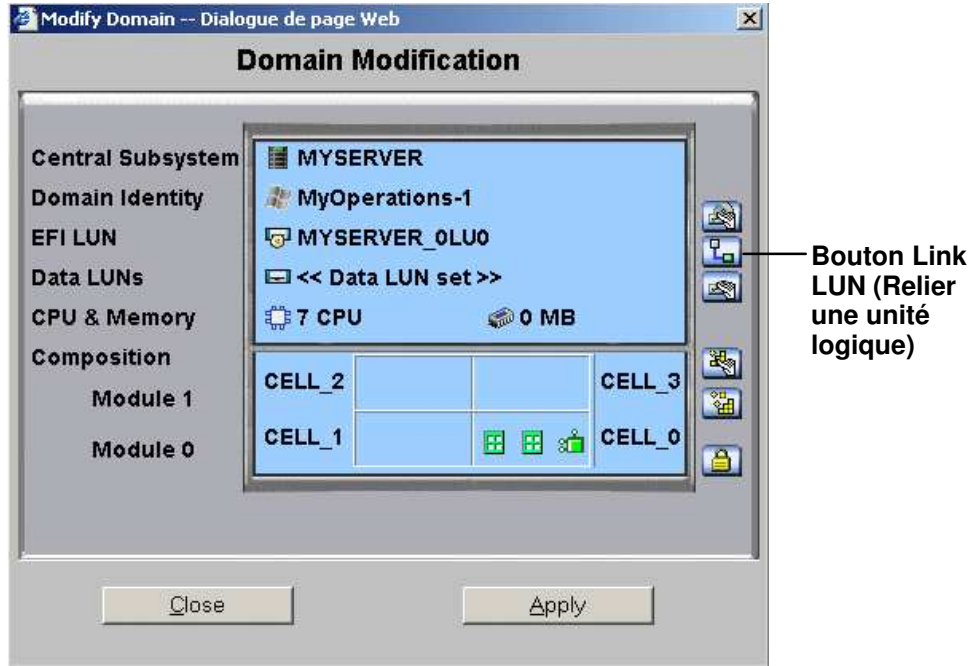 Modify Domain -- Dialogue de page Web
Domain Modification
Central Subsystem MYSERVER
Domain Identity MyOperations-1
EFI LUN MYSERVER_0LU0
Data LUNs << Data LUN set >>
CPU & Memory 7 CPU 0 MB
Composition
Module 1 CELL_2 CELL_3
Module 0 CELL_1 CELL_0
Close Apply
Bouton Link
LUN (Relier
une unité
logique)